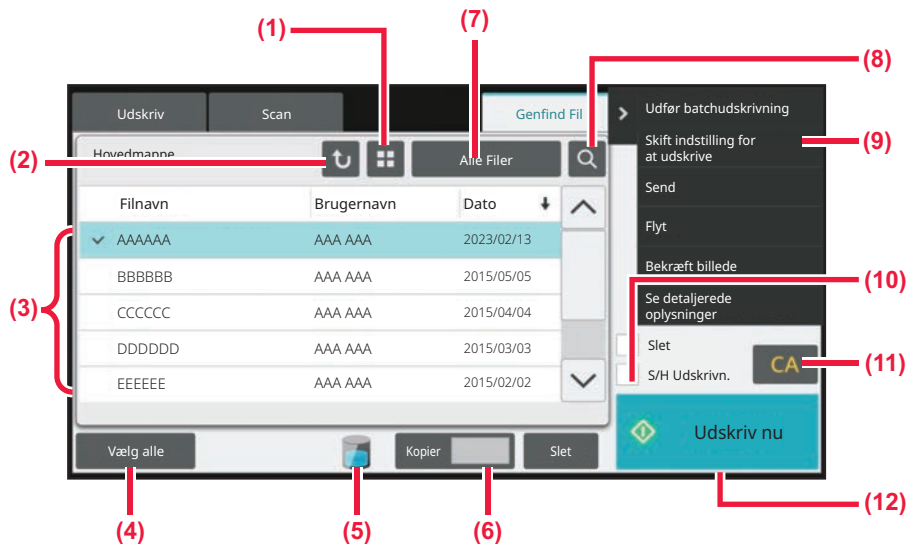 (1)
(7)
(8)
Udskriv
Scan
Genfind Fil
Udfør batchudskrivning
(2)
Hovedmappe
Alle Filer
Skift indstilling for
at udskrive
(9)
Send
Filnavn
Brugernavn
Dato
Flyt
(3)
AAAAAA
AAA AAA
2023/02/13
BBBBBB
AAA AAA
2015/05/05
Bekræft billede
(10)
CCCCCC
AAA AAA
2015/04/04
Se detaljerede
oplysninger
DDDDDD
AAA AAA
2015/03/03
Slet
EEEEEE
AAA AAA
2015/02/02
S/H Udskrivn.
CA
(11)
Vælg alle
Kopier
Slet
Udskriv nu
(12)
(4)
(5)
(6)